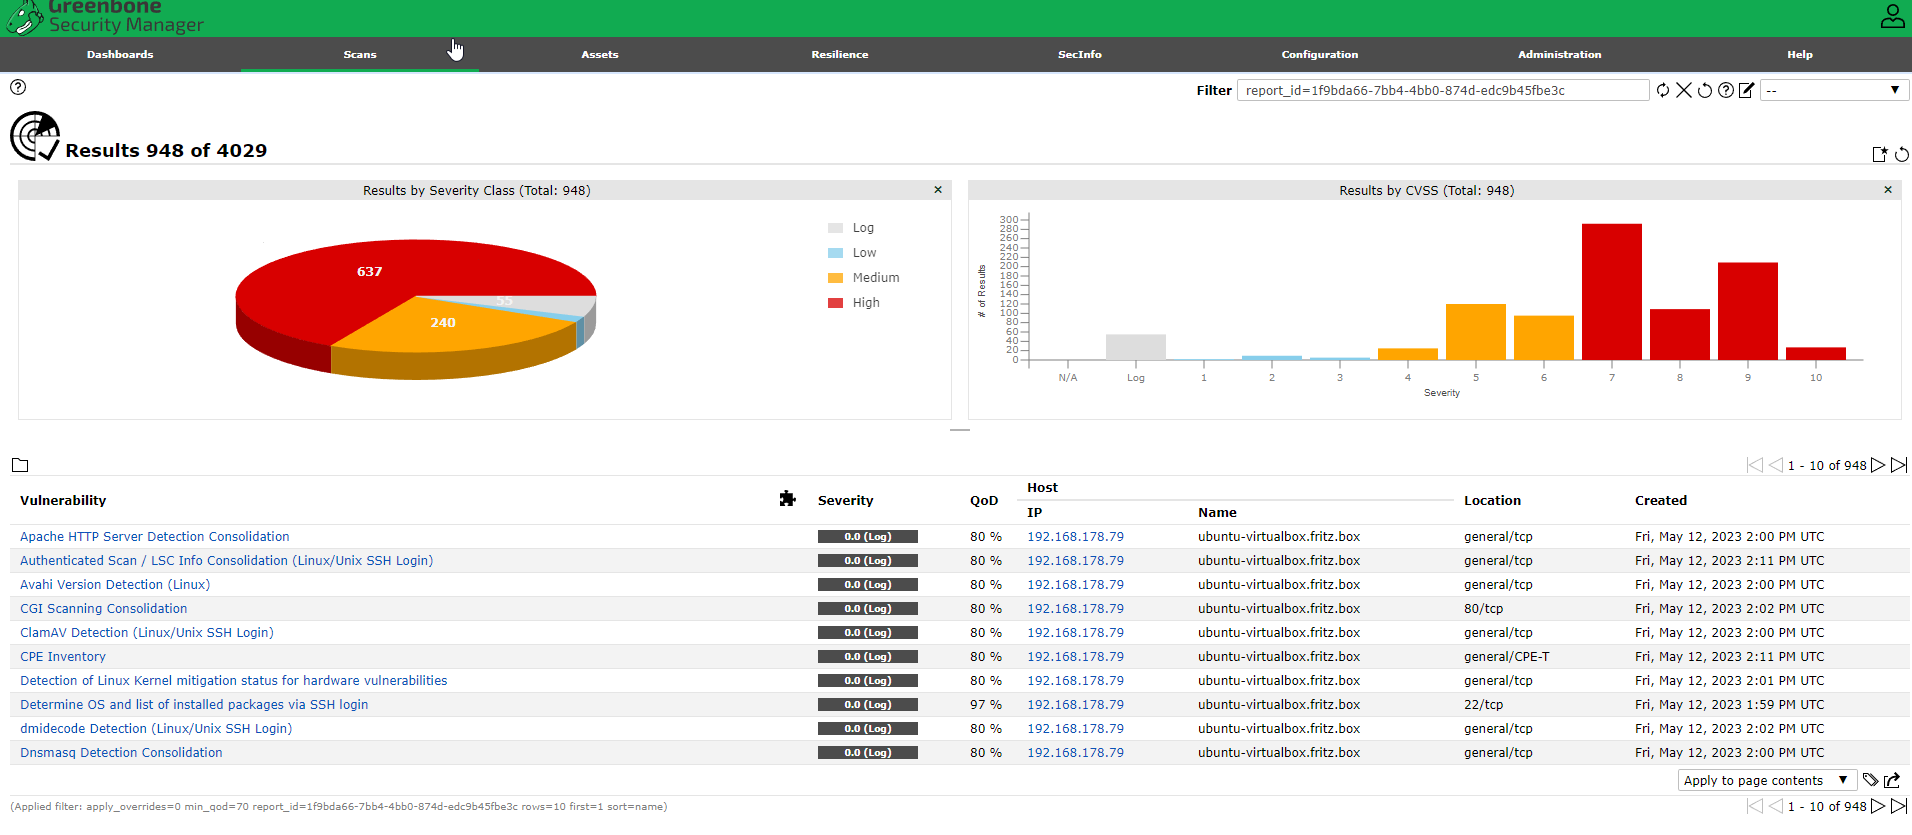 Greenbone
Security Manager
Dashboards Scans Assets Resilience SecInfo Configuration Administration Help
Filter report_id=1f9bda66-7bb4-4bb0-874d-edc9b45fbe3c --
Results 948 of 4029
Results by Severity Class (Total: 948)
637
55
240
Log
Low
Medium
High
Results by CVSS (Total: 948)
# of Results
300
280
260
240
220
200
180
160
140
120
100
80
60
40
20
0
N/A Log 1 2 3 4 5 6 7 8 9 10
Severity
1 - 10 of 948
Vulnerability Severity QoD Host Location Created
IP Name
Apache HTTP Server Detection Consolidation 0.0 (Log) 80 % 192.168.178.79 ubuntu-virtualbox.fritz.box general/tcp Fri, May 12, 2023 2:00 PM UTC
Authenticated Scan / LSC Info Consolidation (Linux/Unix SSH Login) 0.0 (Log) 80 % 192.168.178.79 ubuntu-virtualbox.fritz.box general/tcp Fri, May 12, 2023 2:11 PM UTC
Avahi Version Detection (Linux) 0.0 (Log) 80 % 192.168.178.79 ubuntu-virtualbox.fritz.box general/tcp Fri, May 12, 2023 2:00 PM UTC
CGI Scanning Consolidation 0.0 (Log) 80 % 192.168.178.79 ubuntu-virtualbox.fritz.box 80/tcp Fri, May 12, 2023 2:02 PM UTC
ClamAV Detection (Linux/Unix SSH Login) 0.0 (Log) 80 % 192.168.178.79 ubuntu-virtualbox.fritz.box general/tcp Fri, May 12, 2023 2:00 PM UTC
CPE Inventory 0.0 (Log) 80 % 192.168.178.79 ubuntu-virtualbox.fritz.box general/CPE-T Fri, May 12, 2023 2:11 PM UTC
Detection of Linux Kernel mitigation status for hardware vulnerabilities 0.0 (Log) 80 % 192.168.178.79 ubuntu-virtualbox.fritz.box general/tcp Fri, May 12, 2023 2:01 PM UTC
Determine OS and list of installed packages via SSH login 0.0 (Log) 97 % 192.168.178.79 ubuntu-virtualbox.fritz.box 22/tcp Fri, May 12, 2023 1:59 PM UTC
dmidecode Detection (Linux/Unix SSH Login) 0.0 (Log) 80 % 192.168.178.79 ubuntu-virtualbox.fritz.box general/tcp Fri, May 12, 2023 2:02 PM UTC
Dnsmasq Detection Consolidation 0.0 (Log) 80 % 192.168.178.79 ubuntu-virtualbox.fritz.box general/tcp Fri, May 12, 2023 2:00 PM UTC
Apply to page contents
(Applied filter: apply_overrides=0 min_qod=70 report_id=1f9bda66-7bb4-4bb0-874d-edc9b45fbe3c rows=10 first=1 sort=name)
1 - 10 of 948